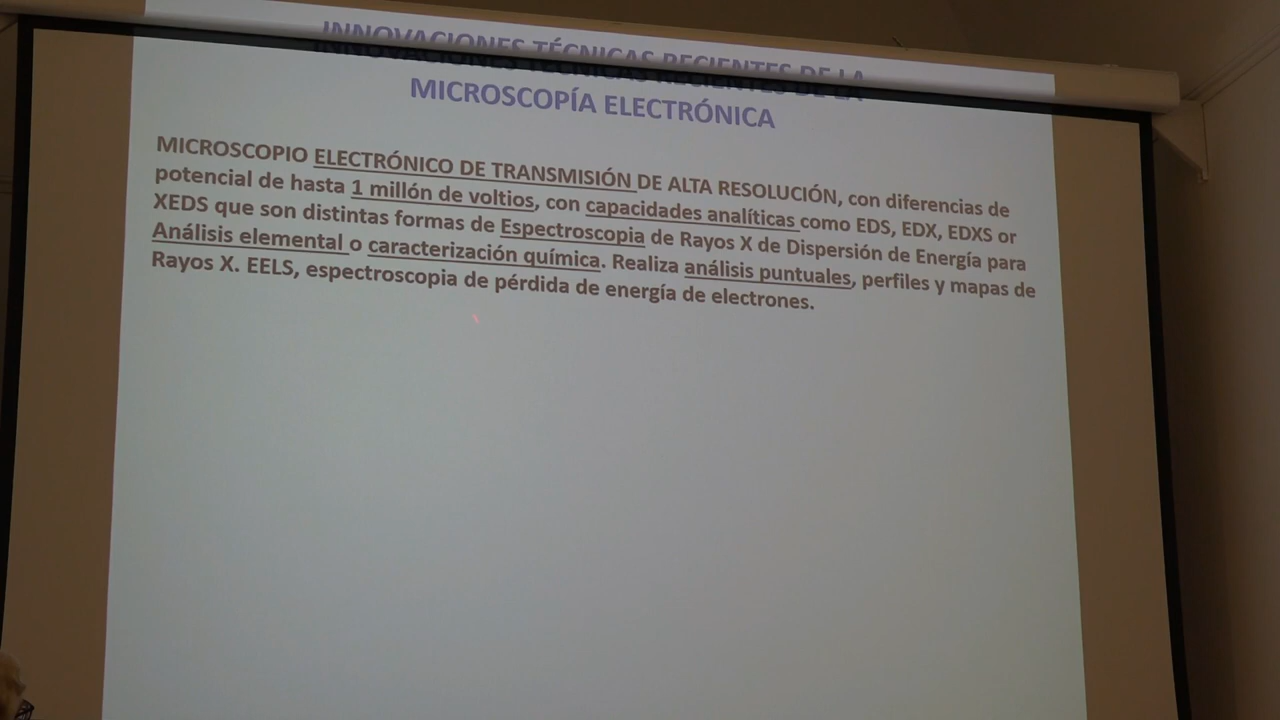 INNOVACIONES TÉCNICAS RECIENTES DE LA
MICROSCOPÍA ELECTRÓNICA
MICROSCOPIO ELECTRÓNICO DE TRANSMISIÓN DE ALTA RESOLUCIÓN, con diferencias de
potencial de hasta 1 millón de voltios, con capacidades analíticas como EDS, EDX, EDXS or
XEDS que son distintas formas de Espectroscopia de Rayos X de Dispersión de Energía para
Análisis elemental o caracterización química. Realiza análisis puntuales, perfiles y mapas de
Rayos X. EELS, espectroscopia de pérdida de energía de electrones.